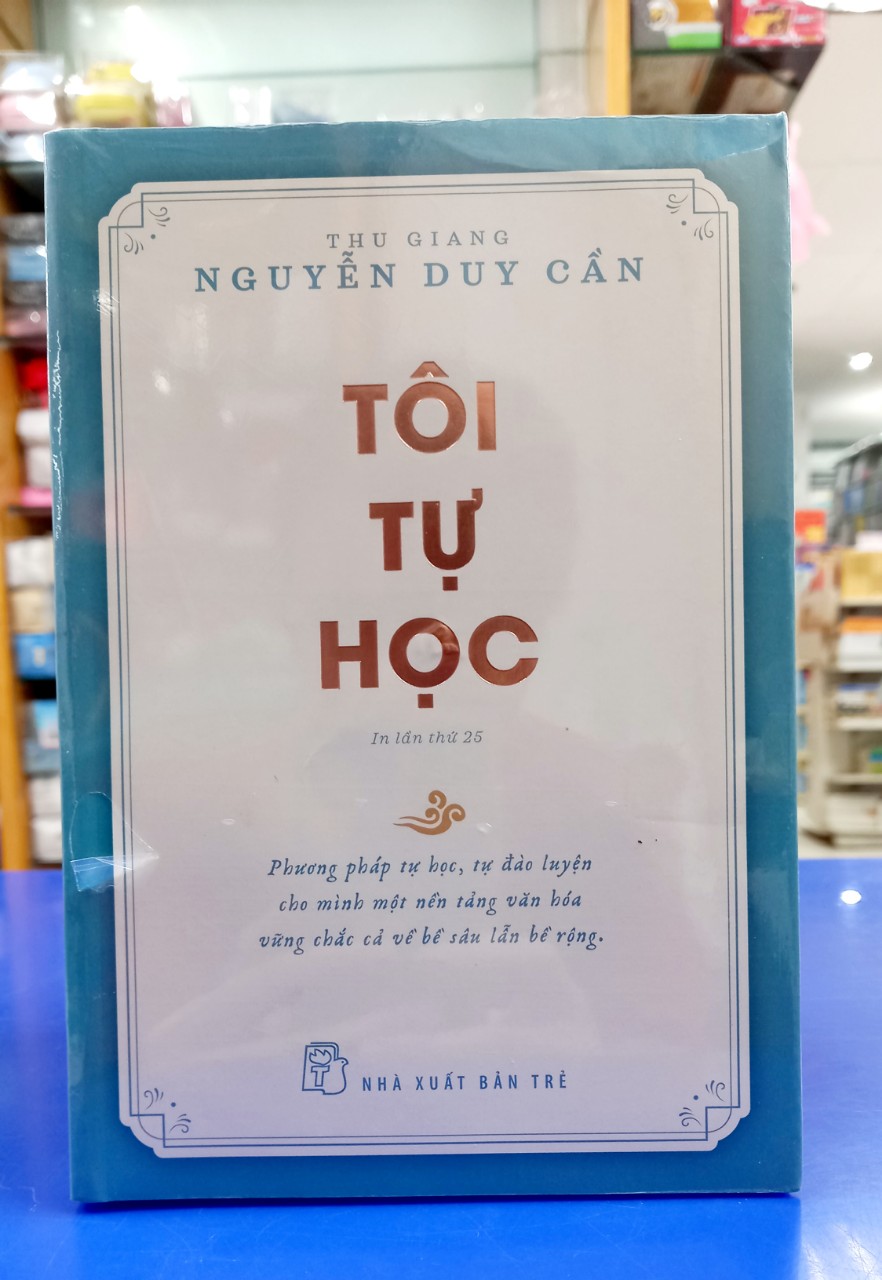 THU GIANG
NGUYỄN DUY CẦN
TÔI
TỰ
HỌC
In lần thứ 25
Phương pháp tự học, tự đào luyện
cho mình một nền tảng văn hóa
vững chắc cả về bề sâu lẫn bề rộng.
T
NHÀ XUẤT BẢN TRẺ